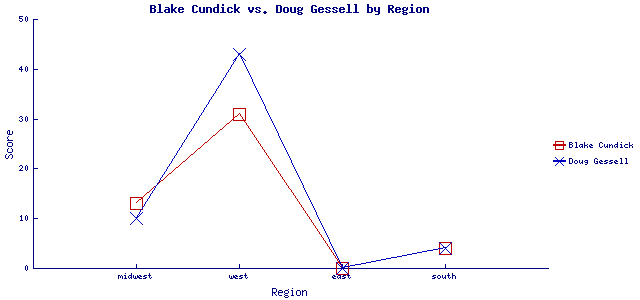 Blake Cundick vs. Doug Gessell by Region
50
40
30
20
10
0
Score
midwest west east south
Region
Blake Cundick
Doug Gessell